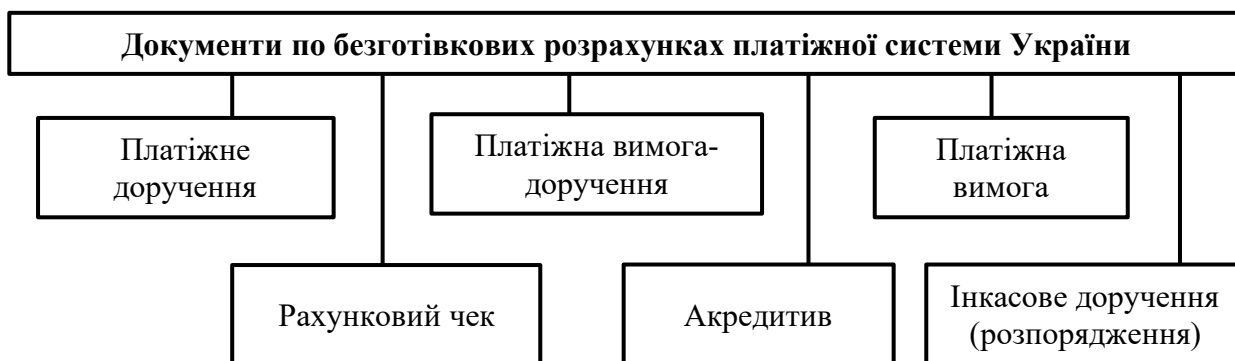 Документи по безготівкових розрахунках платіжної системи України
Платіжне
доручення
Платіжна вимога-
доручення
Платіжна
вимога
Рахунковий чек
Акредитив
Інкасове доручення
(розпорядження)